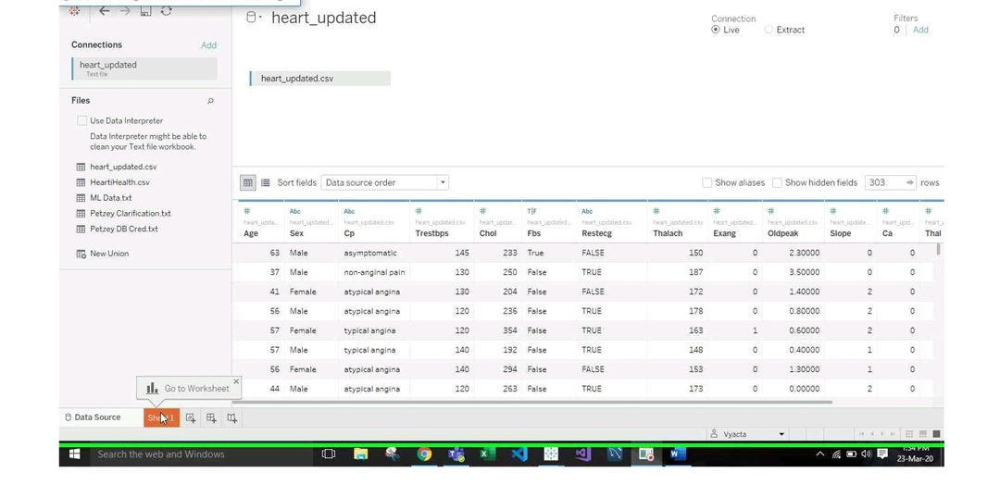 heart_updated
Connection
Live Extract
Filters
0 Add
Connections Add
heart_updated
Text file
heart_updated.csv
Files
Use Data Interpreter
Data Interpreter might be able to
clean your Text file workbook.
heart_updated.csv
HeartiHealth.csv
ML Data.txt
Petzey Clarification.txt
Petzey DB Cred.txt
New Union
Sort fields Data source order Show aliases Show hidden fields 303 rows
# Abc Abc # # T|F Abc # # # # # #
heart_upda... heart_updated... heart_updated.csv heart_updated.csv heart_updat... heart_updated... heart_updated.csv heart_updated.csv heart_updated... heart_updated.csv heart_updated... heart_upd...
Age Sex Cp Trestbps Chol Fbs Restecg Thalach Exang Oldpeak Slope Ca Thal
63 Male asymptomatic 145 233 True FALSE 150 0 2.30000 0 0
37 Male non-anginal pain 130 250 False TRUE 187 0 3.50000 0 0
41 Female atypical angina 130 204 False FALSE 172 0 1.40000 2 0
56 Male atypical angina 120 236 False TRUE 178 0 0.80000 2 0
57 Female typical angina 120 354 False TRUE 163 1 0.60000 2 0
57 Male typical angina 140 192 False TRUE 148 0 0.40000 1 0
56 Female atypical angina 140 294 False FALSE 153 0 1.30000 1 0
44 Male atypical angina 120 263 False TRUE 173 0 0.00000 2 0
Go to Worksheet
Data Source
Vyacta
Search the web and Windows
1:34 PM
23-Mar-20